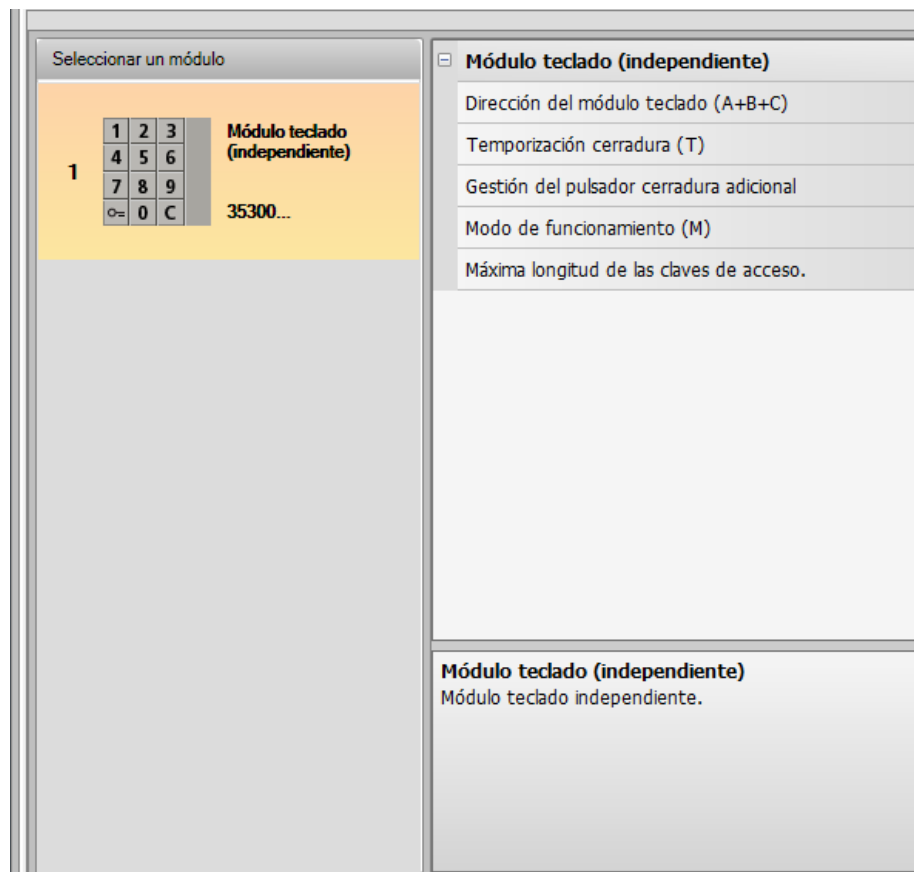 Seleccionar un módulo
1
1 2 3
4 5 6
7 8 9
0 C
Módulo teclado
(independiente)
35300...
Módulo teclado (independiente)
Dirección del módulo teclado (A+B+C)
Temporización cerradura (T)
Gestión del pulsador cerradura adicional
Modo de funcionamiento (M)
Máxima longitud de las claves de acceso.
Módulo teclado (independiente)
Módulo teclado independiente.